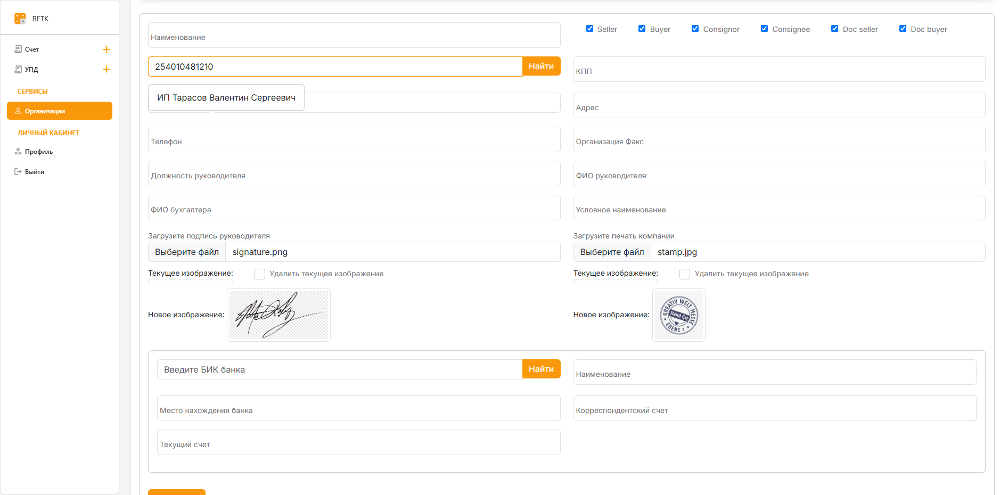 RFTK
Счет
УПД
СЕРВИСЫ
Организации
ЛИЧНЫЙ КАБИНЕТ
Профиль
Выйти
Наименование
Seller Buyer Consignor Consignee Doc seller Doc buyer
254010481210 Найти
КПП
ИП Тарасов Валентин Сергеевич
Адрес
Телефон
Организация Факс
Должность руководителя
ФИО руководителя
ФИО бухгалтера
Условное наименование
Загрузите подпись руководителя
Выберите файл signature.png
Текущее изображение: Удалить текущее изображение
Новое изображение:
Загрузите печать компании
Выберите файл stamp.jpg
Текущее изображение: Удалить текущее изображение
Новое изображение:
KREATIV WELT MESSE
Stand G11
EBENE 1
Введите БИК банка Найти
Наименование
Место нахождения банка
Корреспондентский счет
Текущий счет